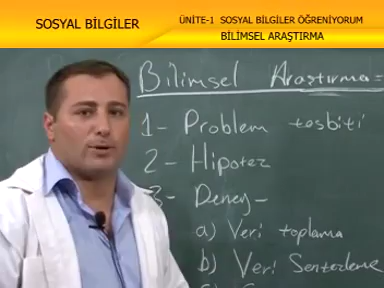 SOSYAL BİLGİLER
ÜNİTE-1 SOSYAL BİLGİLER ÖĞRENİYORUM
BİLİMSEL ARAŞTIRMA
Bilimsel Araştırma=
1- Problem tesbiti
2- Hipotez
3- Deney-
a) Veri toplama
b) Veri Sentezleme